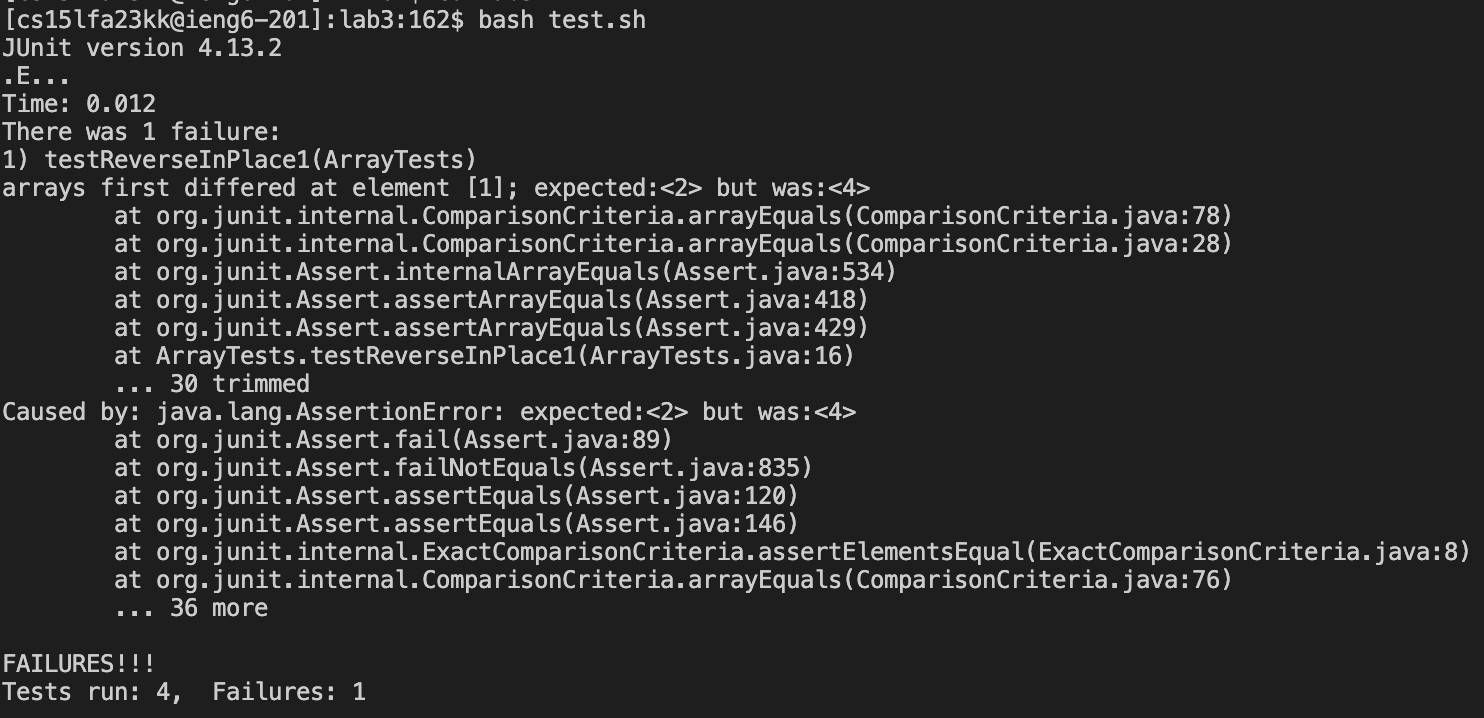 [cs15lfa23kk@ieng6-201]:lab3:162$ bash test.sh
JUnit version 4.13.2
.E...
Time: 0.012
There was 1 failure:
1) testReverseInPlace1(ArrayTests)
arrays first differed at element [1]; expected:<2> but was:<4>
        at org.junit.internal.ComparisonCriteria.arrayEquals(ComparisonCriteria.java:78)
        at org.junit.internal.ComparisonCriteria.arrayEquals(ComparisonCriteria.java:28)
        at org.junit.Assert.internalArrayEquals(Assert.java:534)
        at org.junit.Assert.assertArrayEquals(Assert.java:418)
        at org.junit.Assert.assertArrayEquals(Assert.java:429)
        at ArrayTests.testReverseInPlace1(ArrayTests.java:16)
        ... 30 trimmed
Caused by: java.lang.AssertionError: expected:<2> but was:<4>
        at org.junit.Assert.fail(Assert.java:89)
        at org.junit.Assert.failNotEquals(Assert.java:835)
        at org.junit.Assert.assertEquals(Assert.java:120)
        at org.junit.Assert.assertEquals(Assert.java:146)
        at org.junit.internal.ExactComparisonCriteria.assertElementsEqual(ExactComparisonCriteria.java:8)
        at org.junit.internal.ComparisonCriteria.arrayEquals(ComparisonCriteria.java:76)
        ... 36 more

FAILURES!!!
Tests run: 4,  Failures: 1